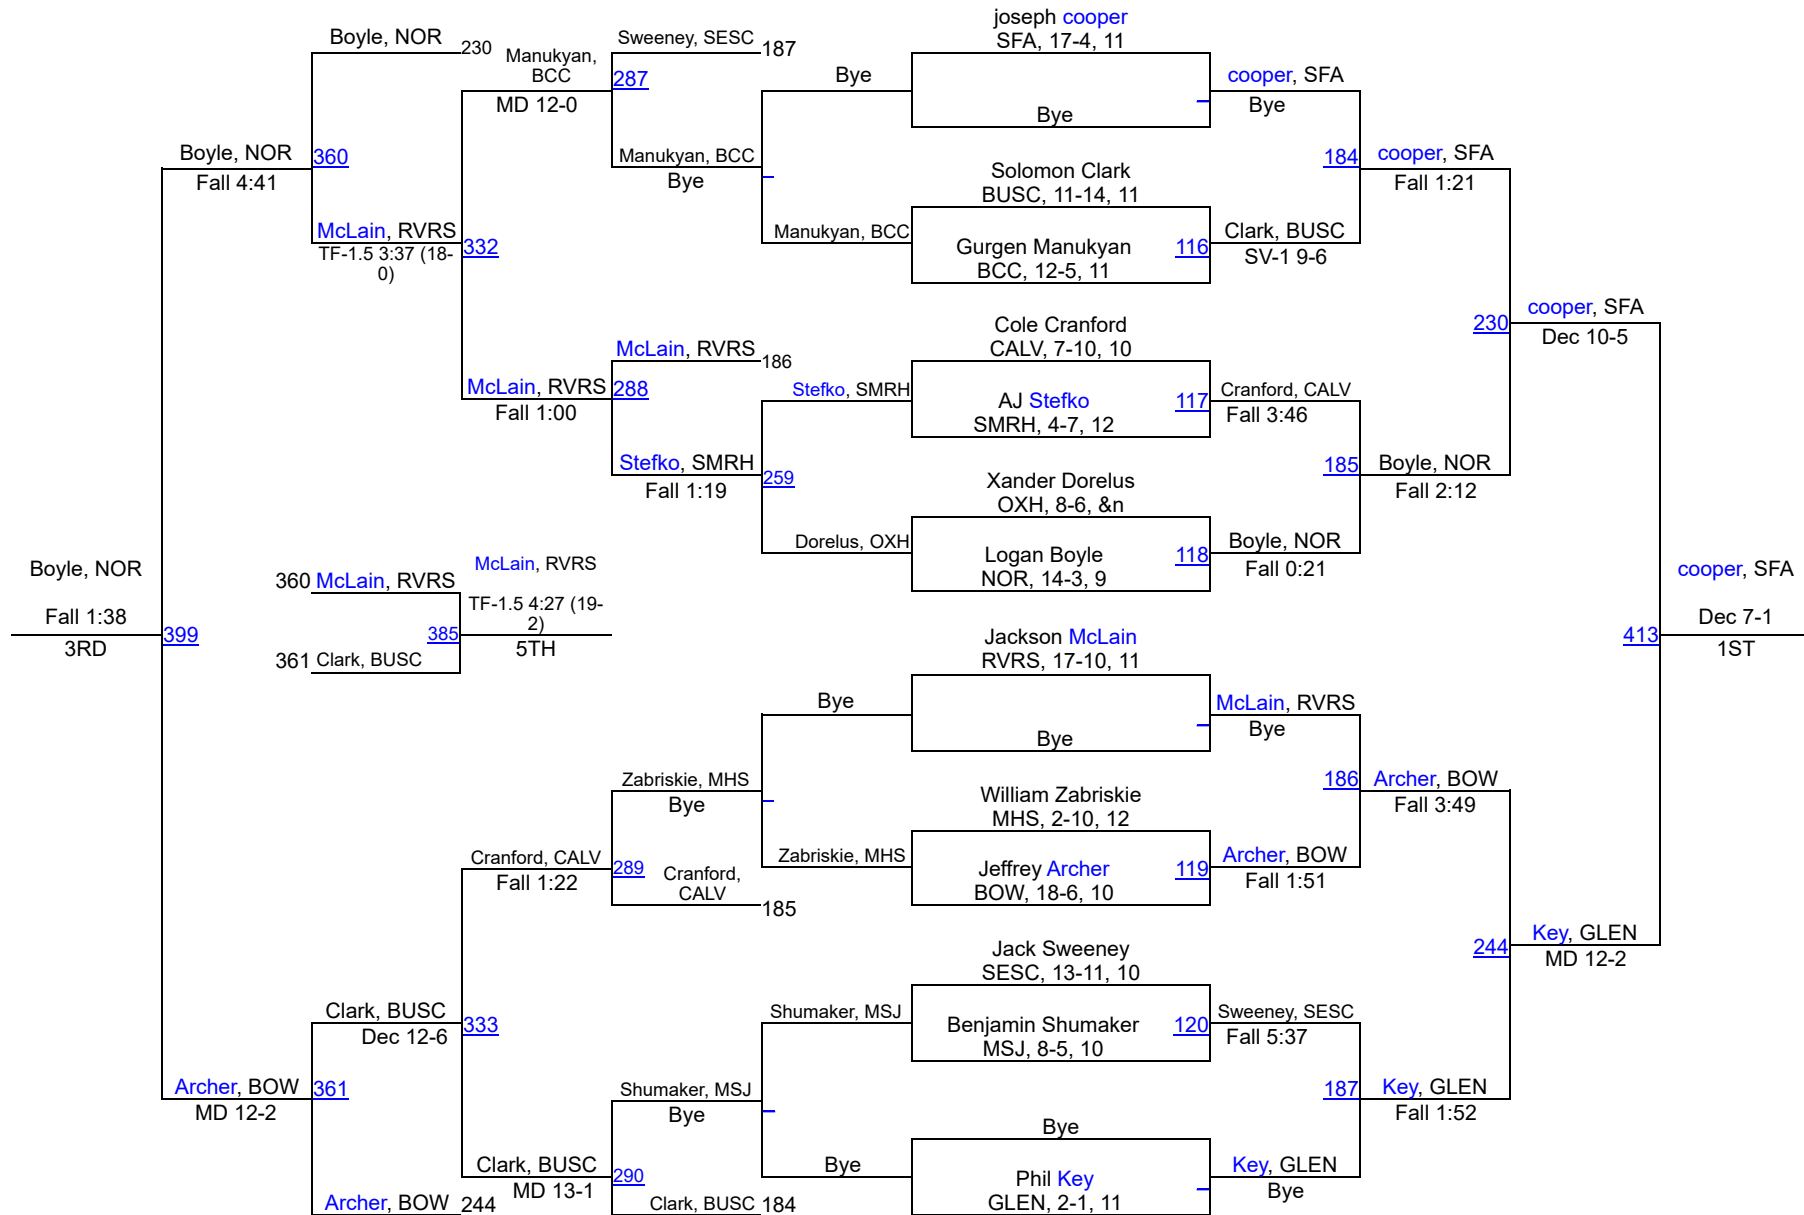 joseph cooper
SFA, 17-4, 11
Boyle, NOR
230
Manukyan,
BCC
MD 12-0
Sweeney, SESC
187
287
Bye
Bye
cooper, SFA
Bye
Boyle, NOR
360
Fall 4:41
Manukyan, BCC
Bye
Solomon Clark
BUSC, 11-14, 11
184
cooper, SFA
Fall 1:21
McLain, RVRS
TF-1.5 3:37 (18-
0)
332
Manukyan, BCC
Gurgen Manukyan
BCC, 12-5, 11
116
Clark, BUSC
SV-1 9-6
230
cooper, SFA
Dec 10-5
Cole Cranford
CALV, 7-10, 10
McLain, RVRS
186
McLain, RVRS
288
Fall 1:00
Stefko, SMRH
AJ Stefko
SMRH, 4-7, 12
117
Cranford, CALV
Fall 3:46
Stefko, SMRH
259
Fall 1:19
185
Boyle, NOR
Fall 2:12
Xander Dorelus
OXH, 8-6, &n
Dorelus, OXH
Logan Boyle
NOR, 14-3, 9
118
Boyle, NOR
Fall 0:21
Boyle, NOR
Fall 1:38
3RD
399
360
McLain, RVRS
McLain, RVRS
TF-1.5 4:27 (19-
2)
385
5TH
361
Clark, BUSC
cooper, SFA
Dec 7-1
413
1ST
Jackson McLain
RVRS, 17-10, 11
Bye
Bye
McLain, RVRS
Bye
Zabriskie, MHS
Bye
William Zabriskie
MHS, 2-10, 12
186
Archer, BOW
Fall 3:49
Cranford, CALV
Fall 1:22
289
Cranford,
CALV
185
Zabriskie, MHS
Jeffrey Archer
BOW, 18-6, 10
119
Archer, BOW
Fall 1:51
244
Key, GLEN
MD 12-2
Jack Sweeney
SESC, 13-11, 10
Clark, BUSC
Dec 12-6
333
Shumaker, MSJ
Benjamin Shumaker
MSJ, 8-5, 10
120
Sweeney, SESC
Fall 5:37
Archer, BOW
361
MD 12-2
Shumaker, MSJ
Bye
187
Key, GLEN
Fall 1:52
Bye
Clark, BUSC
MD 13-1
290
Bye
Phil Key
GLEN, 2-1, 11
Key, GLEN
Bye
Archer, BOW
244
Clark, BUSC
184